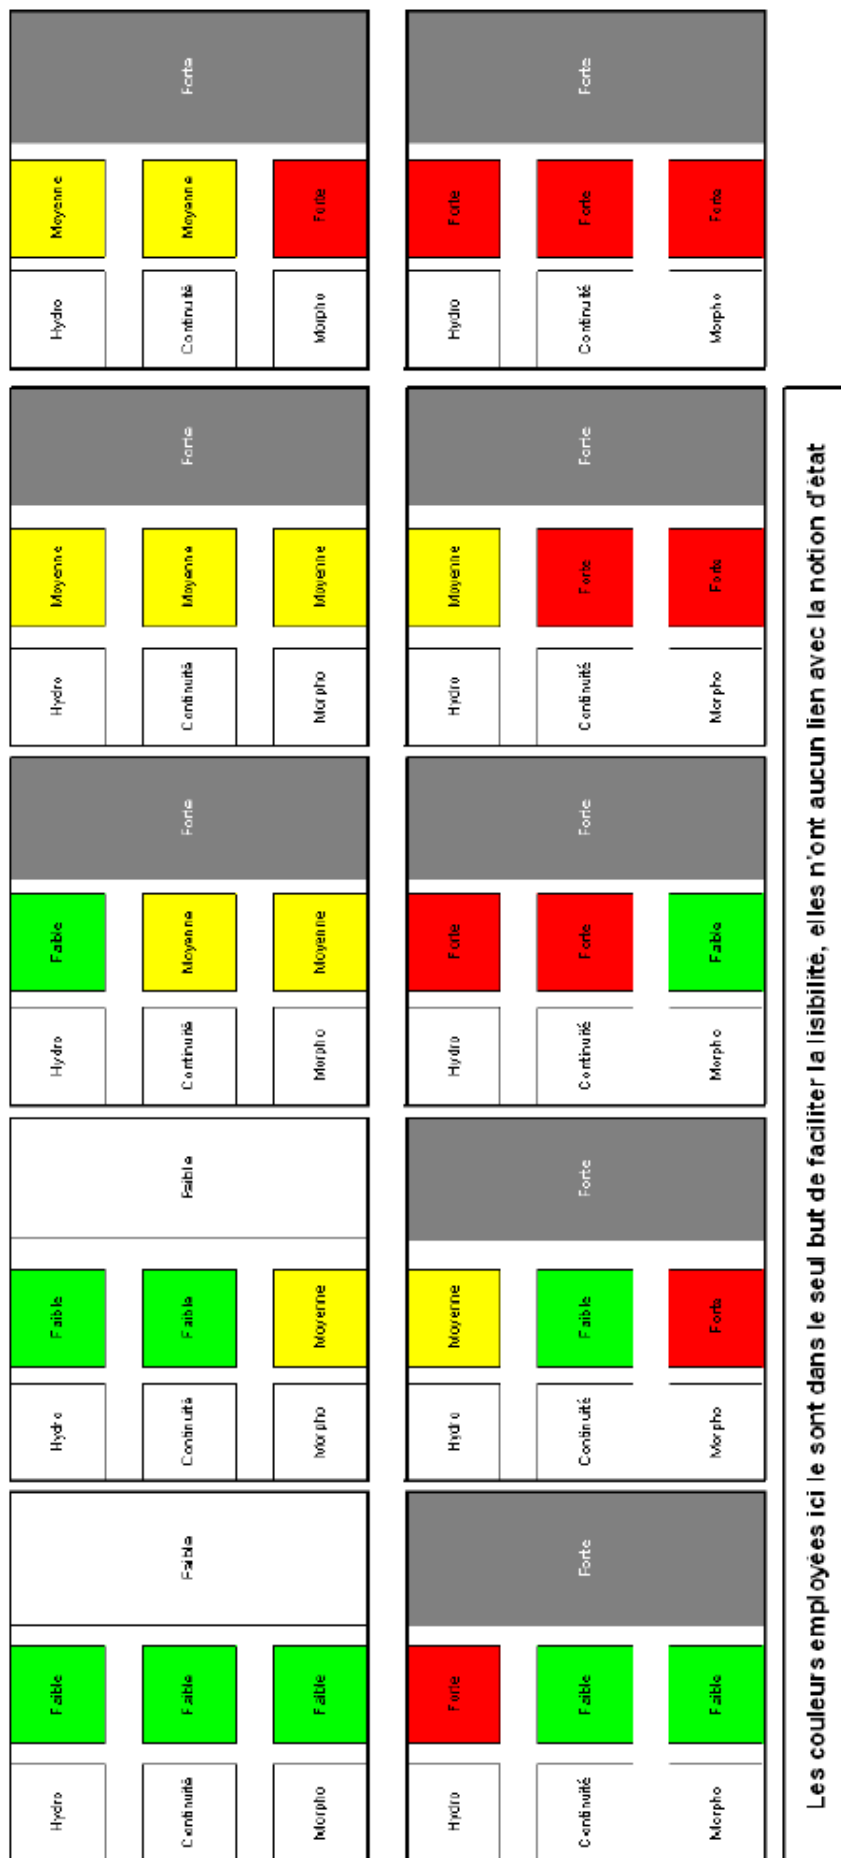 Hydro Faible
Continuité Faible Faible
Morpho Faible
Hydro Faible
Continuité Faible Faible
Morpho Moyenne
Hydro Faible
Continuité Moyenne Forte
Morpho Moyenne
Hydro Moyenne
Continuité Moyenne Forte
Morpho Moyenne
Hydro Moyenne
Continuité Moyenne Forte
Morpho Forte
Hydro Forte
Continuité Faible Forte
Morpho Faible
Hydro Moyenne
Continuité Faible Forte
Morpho Forte
Hydro Forte
Continuité Forte Forte
Morpho Faible
Hydro Moyenne
Continuité Forte Forte
Morpho Forte
Hydro Forte
Continuité Forte Forte
Morpho Forte
Les couleurs employées ici le sont dans le seul but de faciliter la lisibilité, elles n'ont aucun lien avec la notion d'état